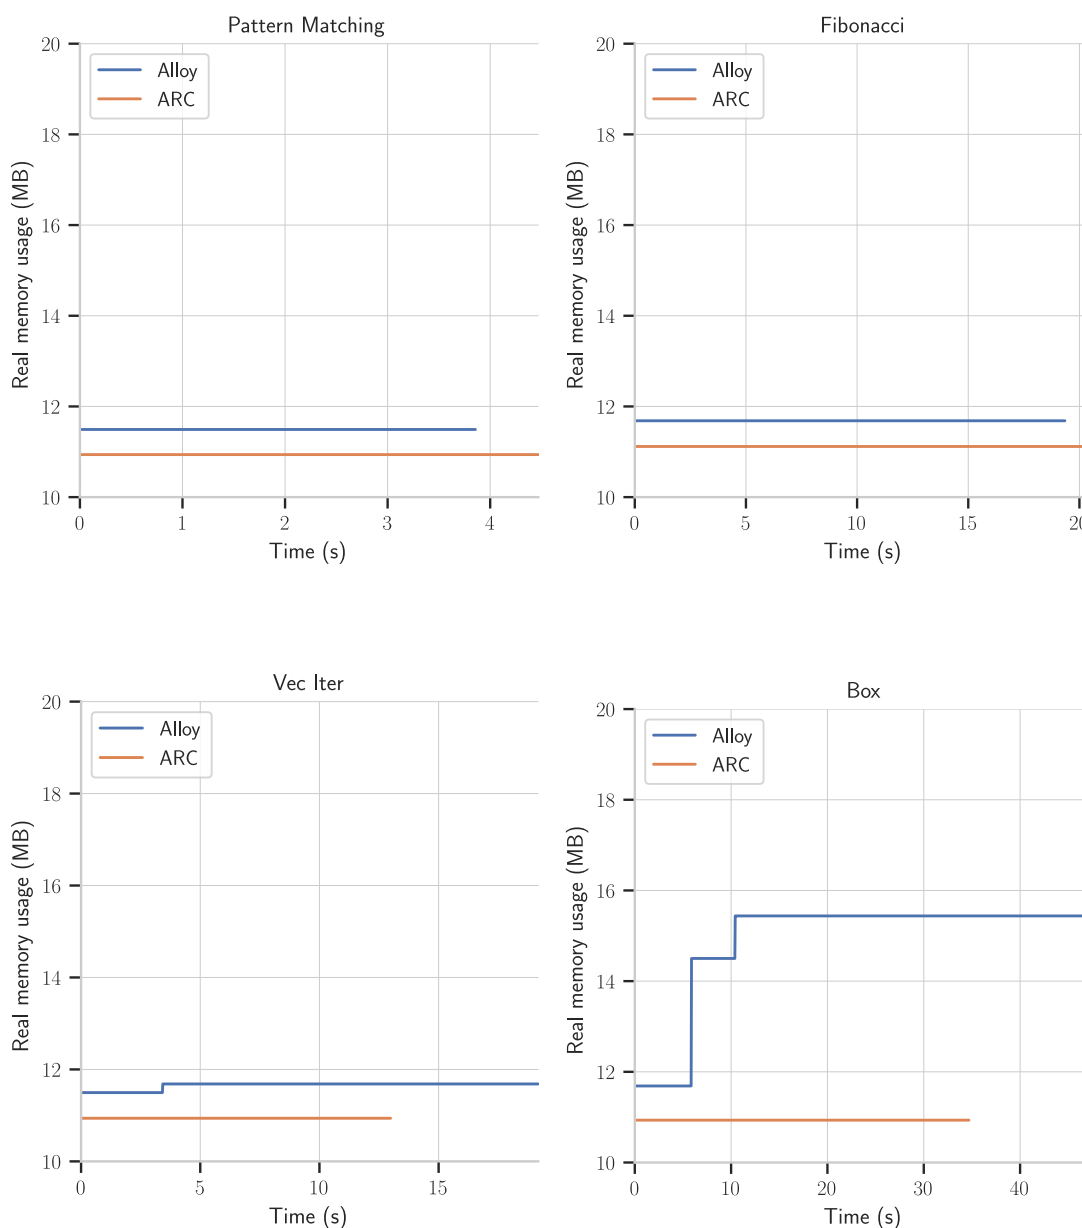 Pattern Matching
20
18
16
14
12
10
Real memory usage (MB)
Alloy
ARC
0 1 2 3 4
Time (s)
Fibonacci
20
18
16
14
12
10
Real memory usage (MB)
Alloy
ARC
0 5 10 15 20
Time (s)
Vec Iter
20
18
16
14
12
10
Real memory usage (MB)
Alloy
ARC
0 5 10 15
Time (s)
Box
20
18
16
14
12
10
Real memory usage (MB)
Alloy
ARC
0 10 20 30 40
Time (s)